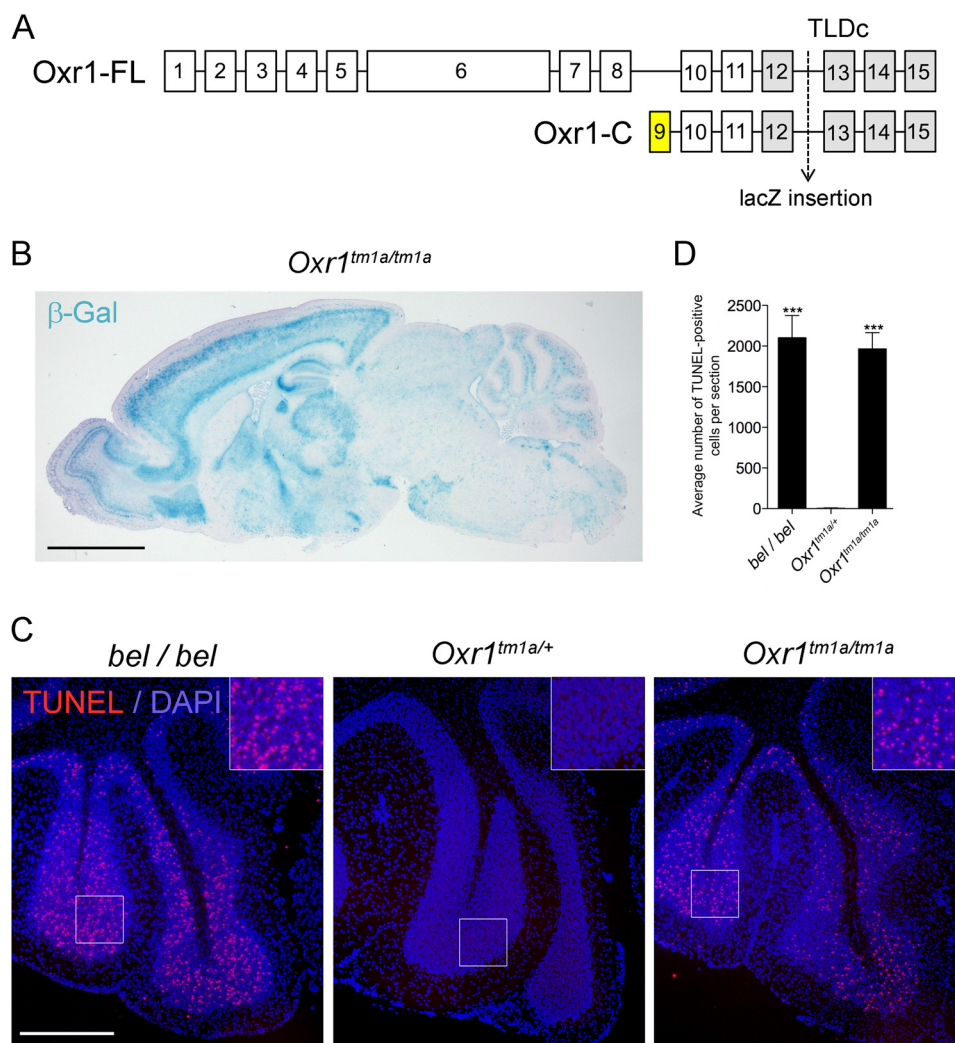 A
TLDc
Oxr1-FL 1 2 3 4 5 6 7 8 10 11 12 13 14 15
Oxr1-C 9 10 11 12 13 14 15
lacZ insertion
B
Oxr1tm1a/tm1a
β-Gal
D
Average number of TUNEL-positive
cells per section
2500
2000
1500
1000
500
0
***
***
bel / bel
Oxr1tm1a/+
Oxr1tm1a/tm1a
C
bel / bel
Oxr1tm1a/+
Oxr1tm1a/tm1a
TUNEL / DAPI